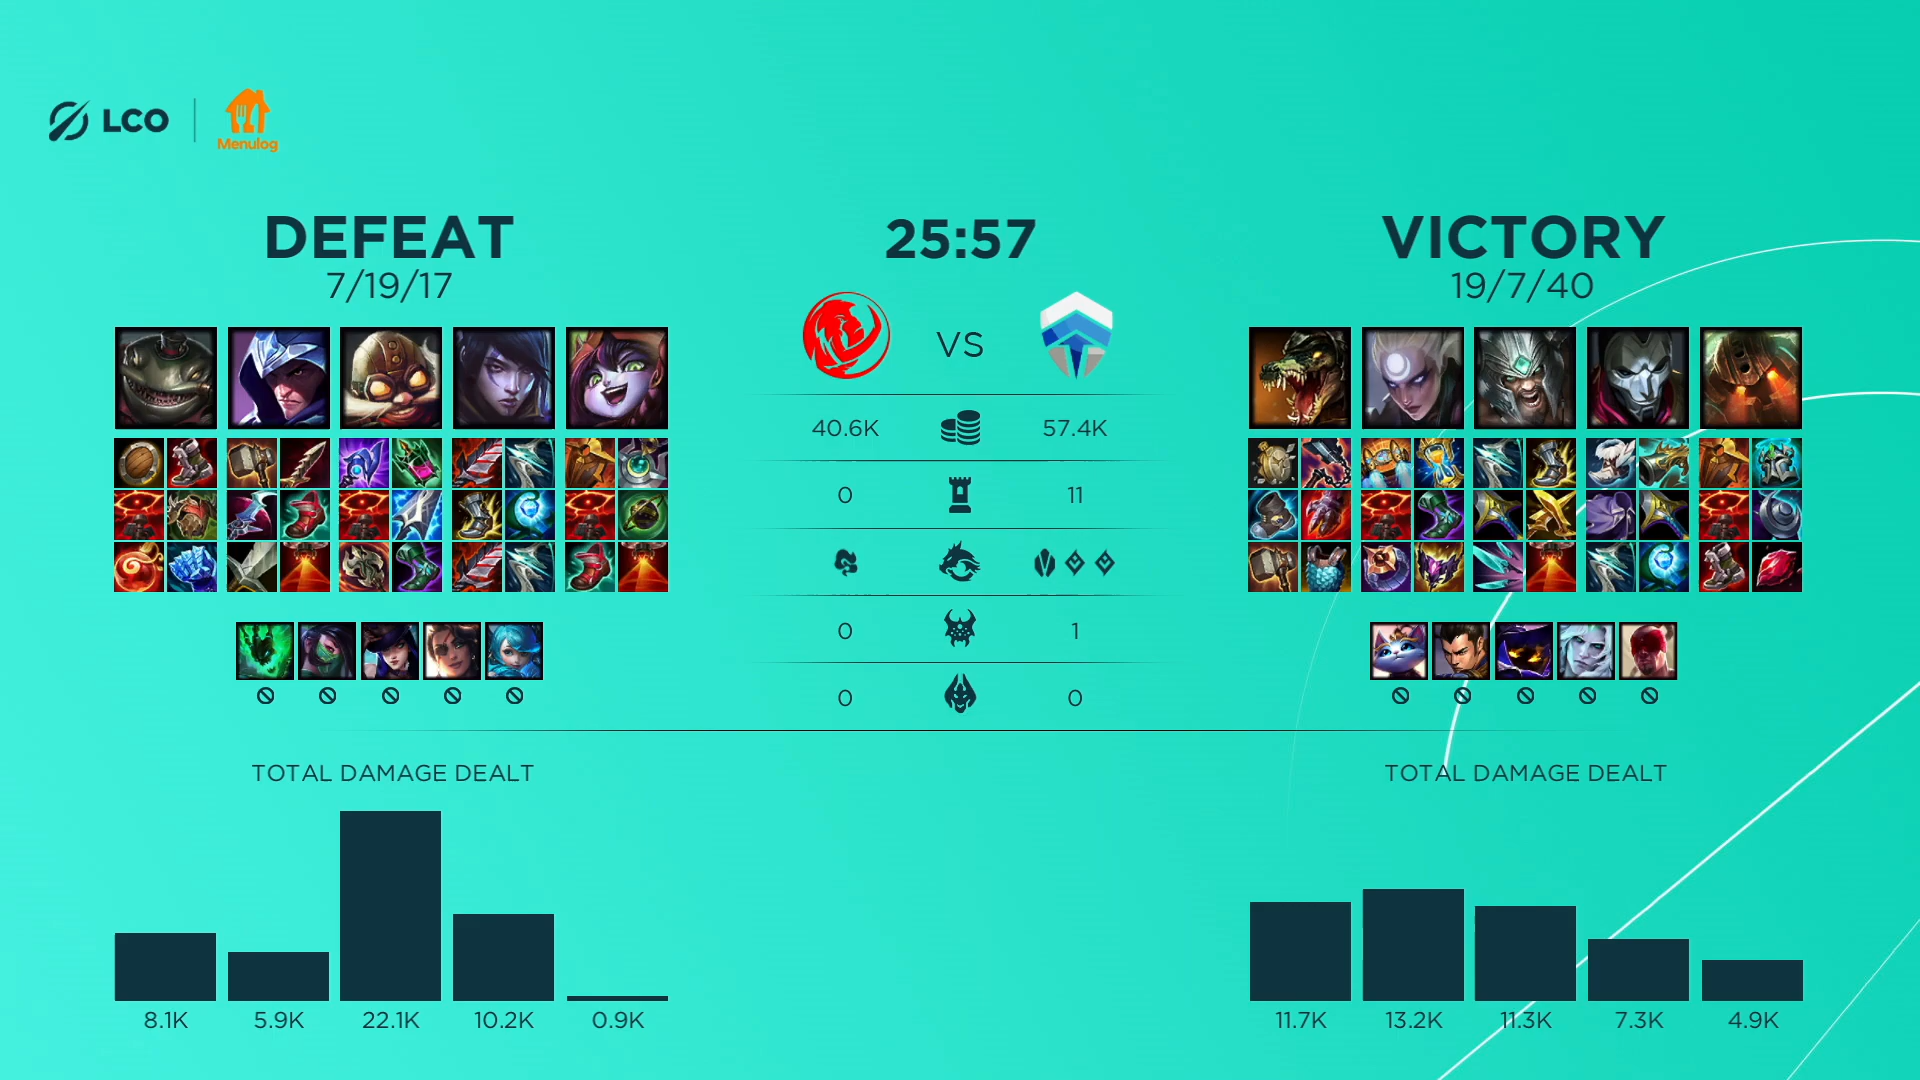 LCO
Menulog
DEFEAT
7/19/17
25:57
VICTORY
19/7/40
VS
40.6K 57.4K
0 11
0 1
0 0
TOTAL DAMAGE DEALT
TOTAL DAMAGE DEALT
8.1K 5.9K 22.1K 10.2K 0.9K
11.7K 13.2K 11.3K 7.3K 4.9K